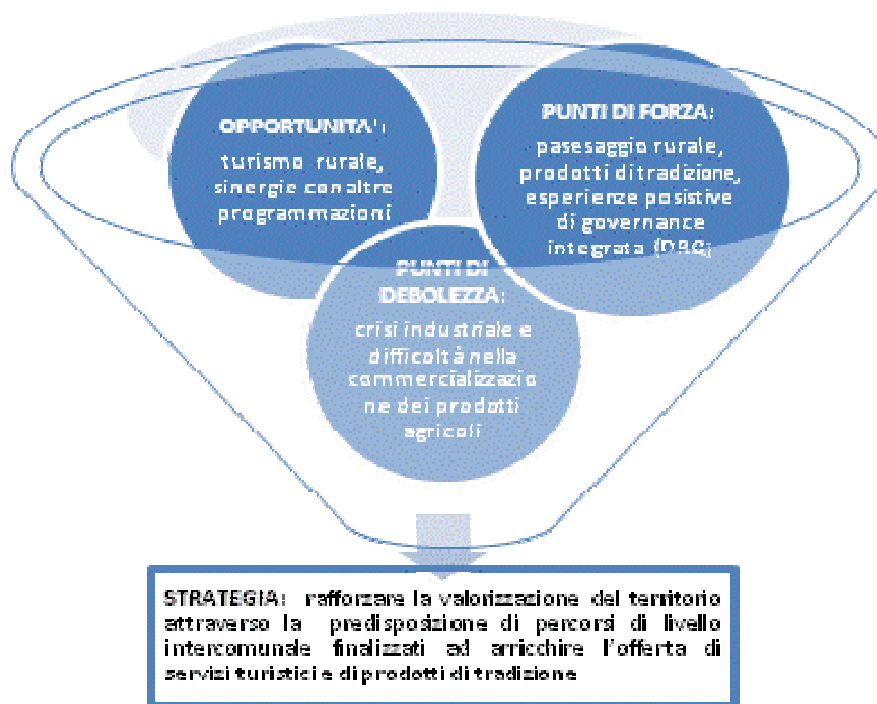 OPPORTUNITA':
turismo rurale,
sinergie con altre
programmazioni
PUNTI DI FORZA:
pasesaggio rurale,
prodotti di tradizione,
esperienze posistive
di governance
integrata
PUNTI DI
DEBOLEZZA:
crisi industriale e
difficoltà nella
commercializzazio
ne dei prodotti
agricoli
STRATEGIA: rafforzare la valorizzazione del territorio
attraverso la predisposizione di percorsi di livello
intercomunale finalizzati ad arricchire l'offerta di
servizi turistici e di prodotti di tradizione